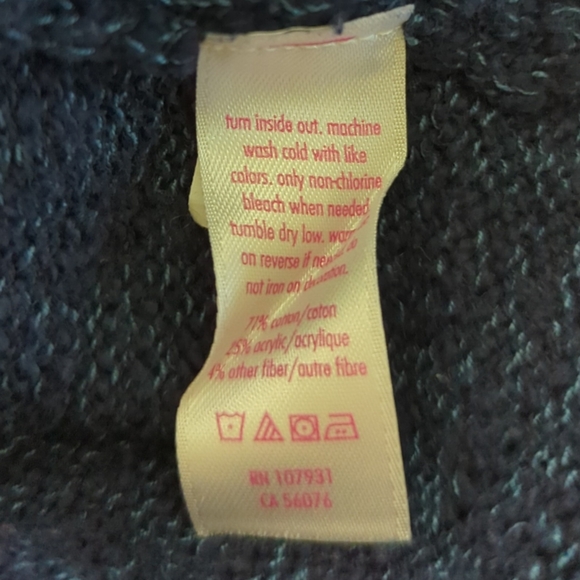 turn inside out. machine
wash cold with like
colors. only non-chlorine
bleach when needed
tumble dry low. warm
on reverse if needed do
not iron on decoration.
71% cotton/coton
25% acrylic/acrylique
4% other fiber/autre fibre
RN 107931
CA 56076